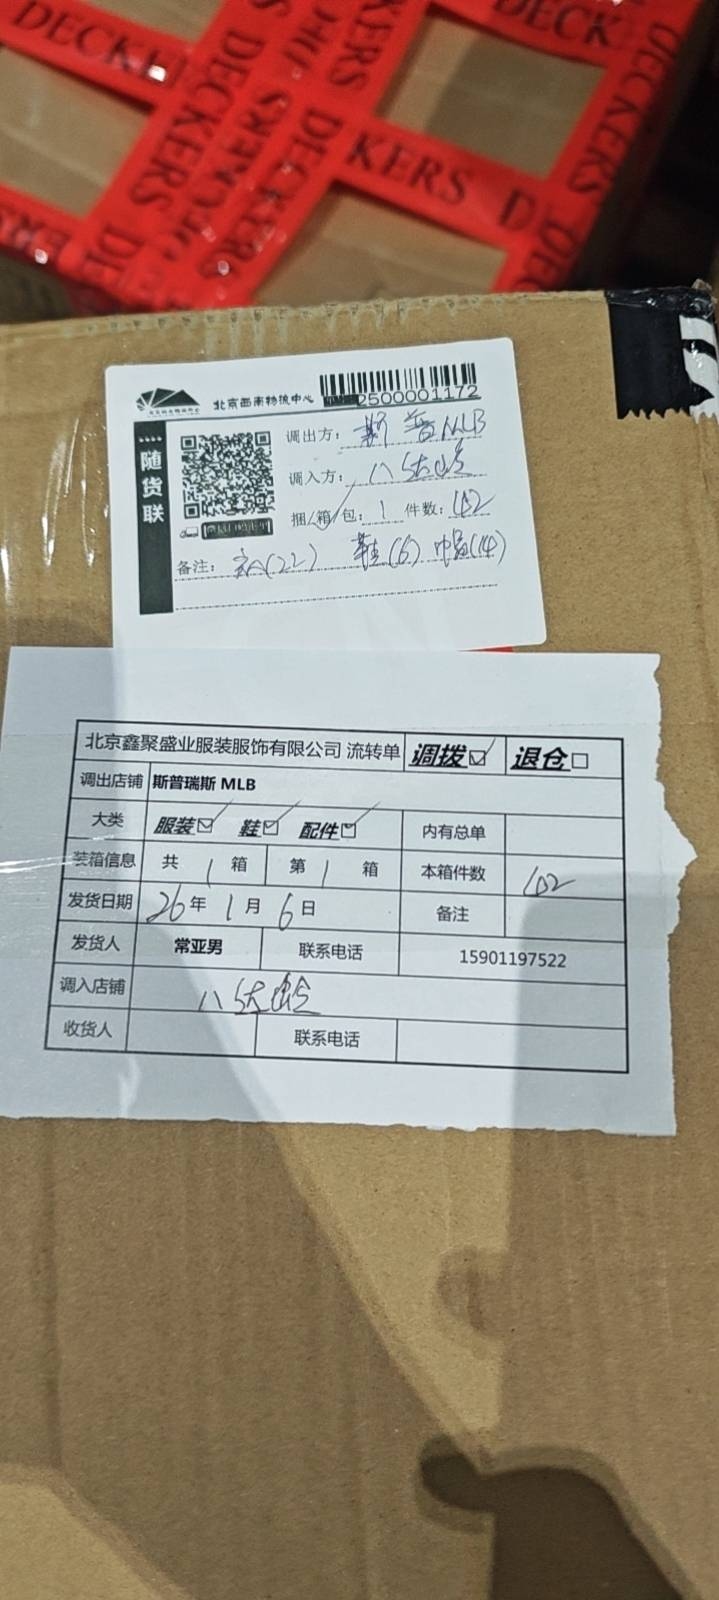 DECKERS
DECKERS
DECKERS
DECKERS
DECK
KERS
DECKERS
北京西南物流中心
2500001172
随货联
调出方: 斯普MLB
调入方: 八达岭
捆/箱/包: 1 件数: 42
备注: 衣(22) 鞋(6) 帽(14)
北京鑫聚盛业服装服饰有限公司 流转单 调拨☑ 退仓□
调出店铺 斯普瑞斯 MLB
大类 服装☑ 鞋☑ 配件☑ 内有总单
装箱信息 共 1 箱 第 1 箱 本箱件数 42
发货日期 26年 1月 6日 备注
发货人 常亚男 联系电话 15901197522
调入店铺 八达岭
收货人 联系电话